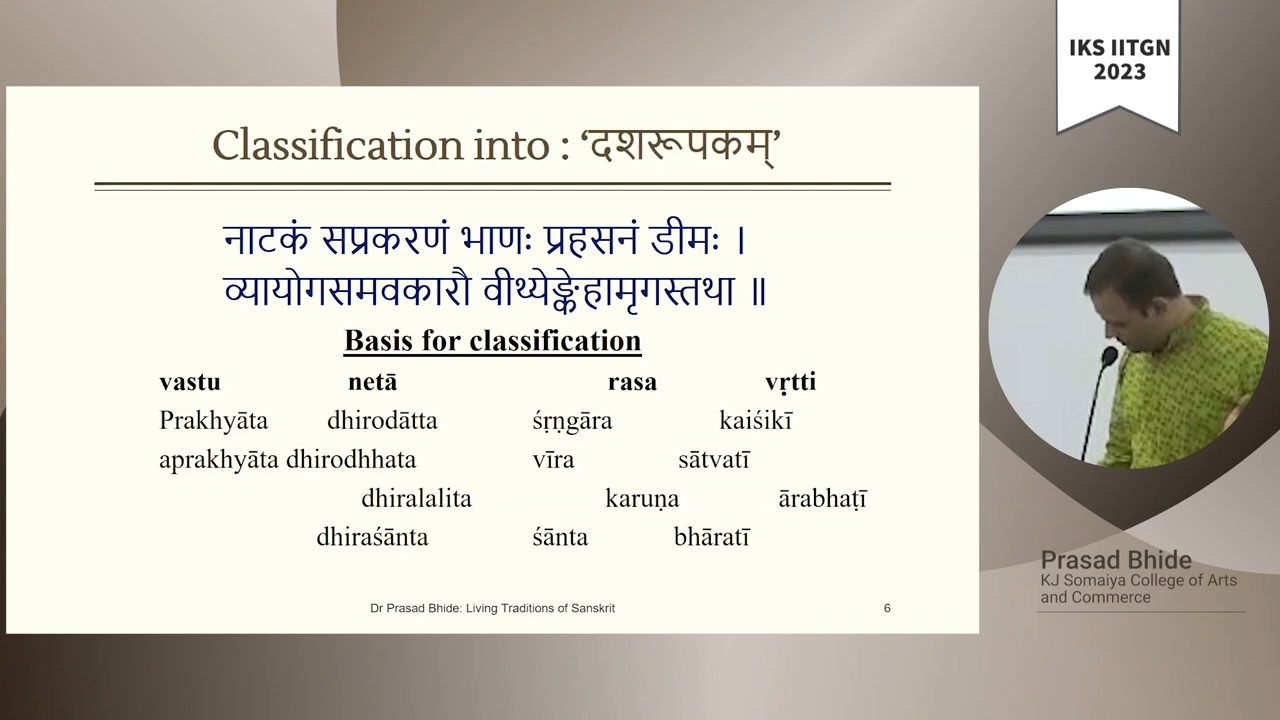 Classification into : ‘दशरूपकम्’
नाटकं सप्रकरणं भाणः प्रहसनं डीमः ।
व्यायोगसमवकारौ वीथ्येङ्केहामृगस्तथा ॥
Basis for classification
vastu netā rasa vṛtti
Prakhyāta dhirodātta śṛṇgāra kaiśikī
aprakhyāta dhirodhhata vīra sātvatī
dhiralalita karuṇa ārabhaṭī
dhiraśānta śānta bhāratī
Dr Prasad Bhide: Living Traditions of Sanskrit 6
IKS IITGN
2023
Prasad Bhide
KJ Somaiya College of Arts
and Commerce